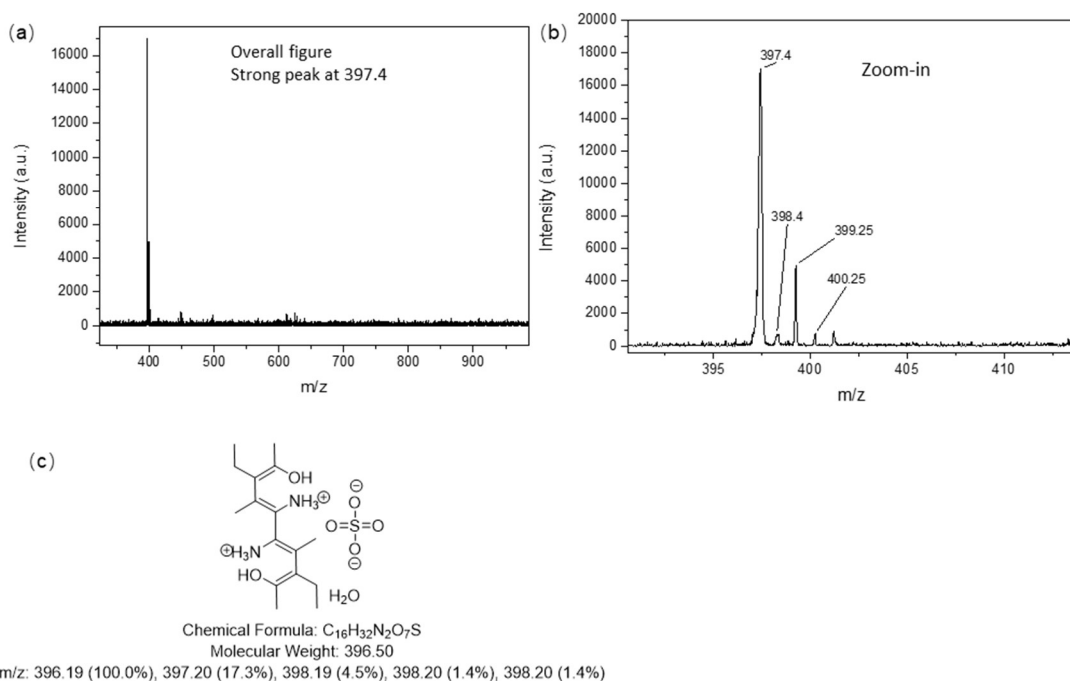 (a)
Overall figure
Strong peak at 397.4
16000
14000
12000
10000
8000
6000
4000
2000
0
Intensity (a.u.)
400 500 600 700 800 900
m/z
(b)
Zoom-in
397.4
398.4
399.25
400.25
20000
18000
16000
14000
12000
10000
8000
6000
4000
2000
0
Intensity (a.u.)
395 400 405 410
m/z
(c)
OH
NH₃⊕
⊖
O
O=S=O
O
⊖
⊕H₃N
HO
H₂O
Chemical Formula: C₁₆H₃₂N₂O₇S
Molecular Weight: 396.50
m/z: 396.19 (100.0%), 397.20 (17.3%), 398.19 (4.5%), 398.20 (1.4%), 398.20 (1.4%)